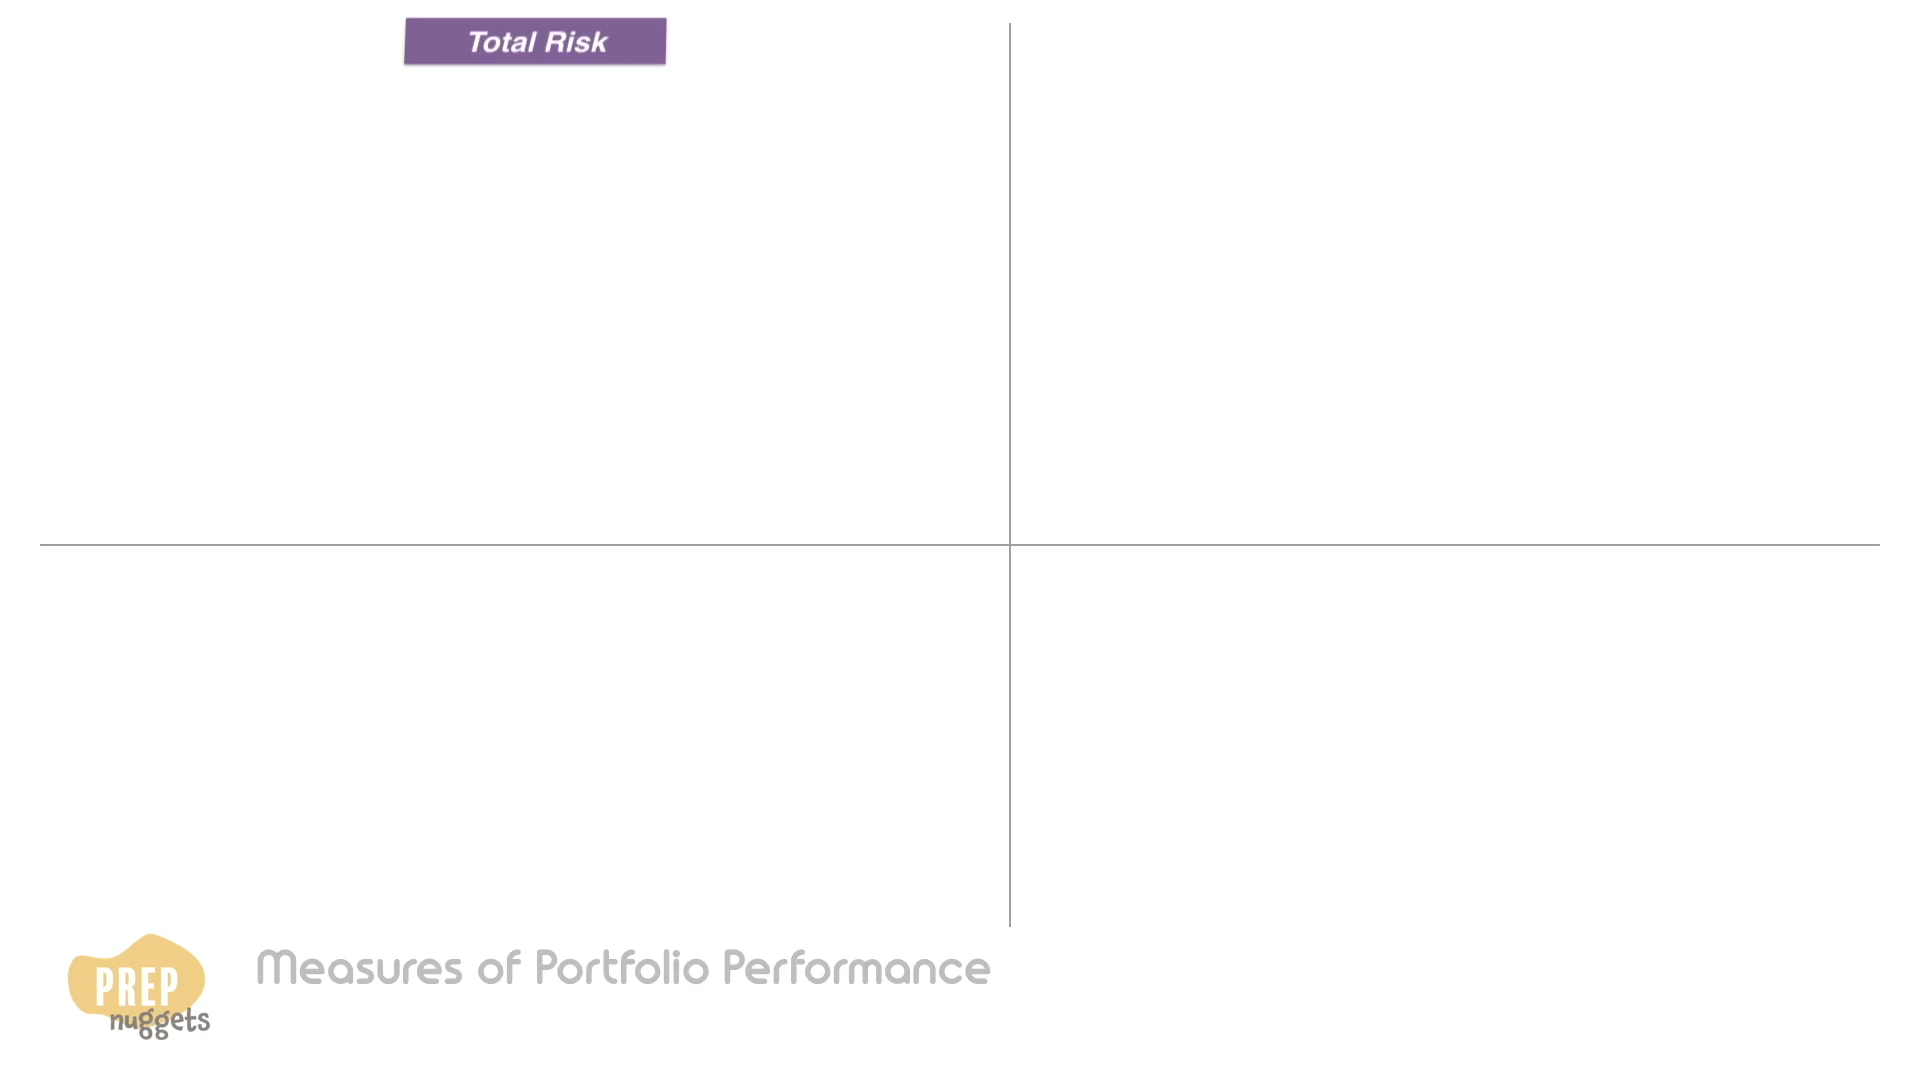 Total Risk
Measures of Portfolio Performance
PREP
nuggets